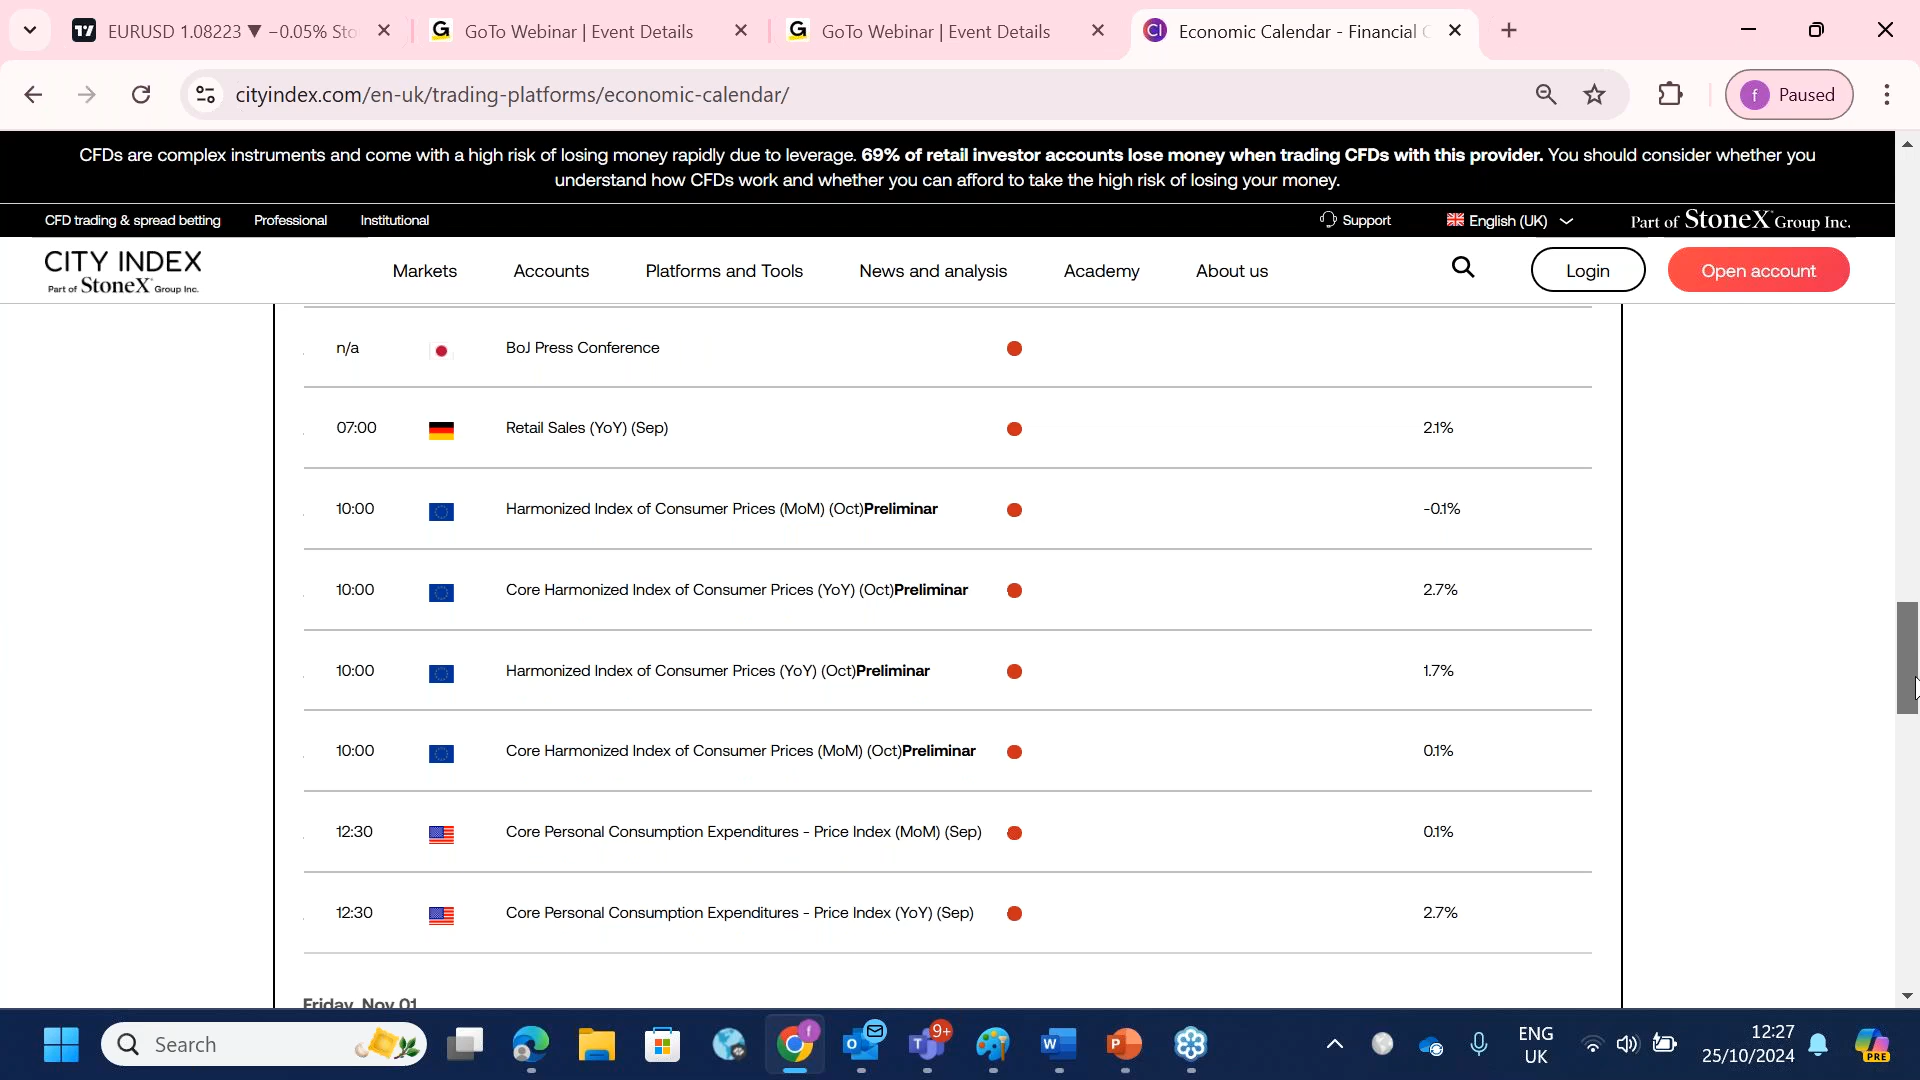 EURUSD 1.08223 ▼ −0.05% Sto
GoTo Webinar | Event Details
GoTo Webinar | Event Details
Economic Calendar - Financial C
cityindex.com/en-uk/trading-platforms/economic-calendar/
f Paused
CFDs are complex instruments and come with a high risk of losing money rapidly due to leverage. 69% of retail investor accounts lose money when trading CFDs with this provider. You should consider whether you
understand how CFDs work and whether you can afford to take the high risk of losing your money.
CFD trading & spread betting Professional Institutional Support English (UK) Part of StoneX Group Inc.
CITY INDEX
Part of StoneX Group Inc.
Markets Accounts Platforms and Tools News and analysis Academy About us Login Open account
n/a BoJ Press Conference
07:00 Retail Sales (YoY) (Sep) 2.1%
10:00 Harmonized Index of Consumer Prices (MoM) (Oct)Preliminar -0.1%
10:00 Core Harmonized Index of Consumer Prices (YoY) (Oct)Preliminar 2.7%
10:00 Harmonized Index of Consumer Prices (YoY) (Oct)Preliminar 1.7%
10:00 Core Harmonized Index of Consumer Prices (MoM) (Oct)Preliminar 0.1%
12:30 Core Personal Consumption Expenditures - Price Index (MoM) (Sep) 0.1%
12:30 Core Personal Consumption Expenditures - Price Index (YoY) (Sep) 2.7%
Friday, Nov 01
Search
9+
ENG
UK
12:27
25/10/2024
PRE